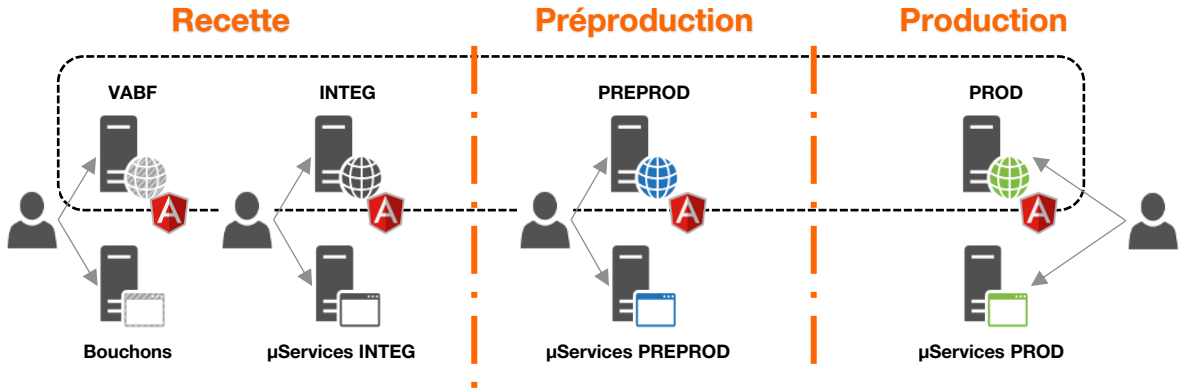 Recette
Préproduction
Production
VABF
INTEG
PREPROD
PROD
A
A
A
A
Bouchons
µServices INTEG
µServices PREPROD
µServices PROD